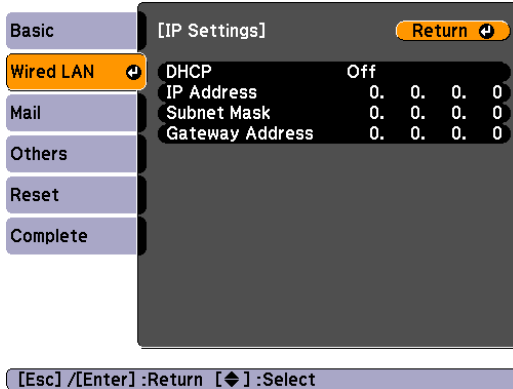 Basic
Wired LAN
Mail
Others
Reset
Complete
[IP Settings]
Return
DHCP Off
IP Address 0. 0. 0. 0
Subnet Mask 0. 0. 0. 0
Gateway Address 0. 0. 0. 0
[Esc] /[Enter] :Return [◆] :Select